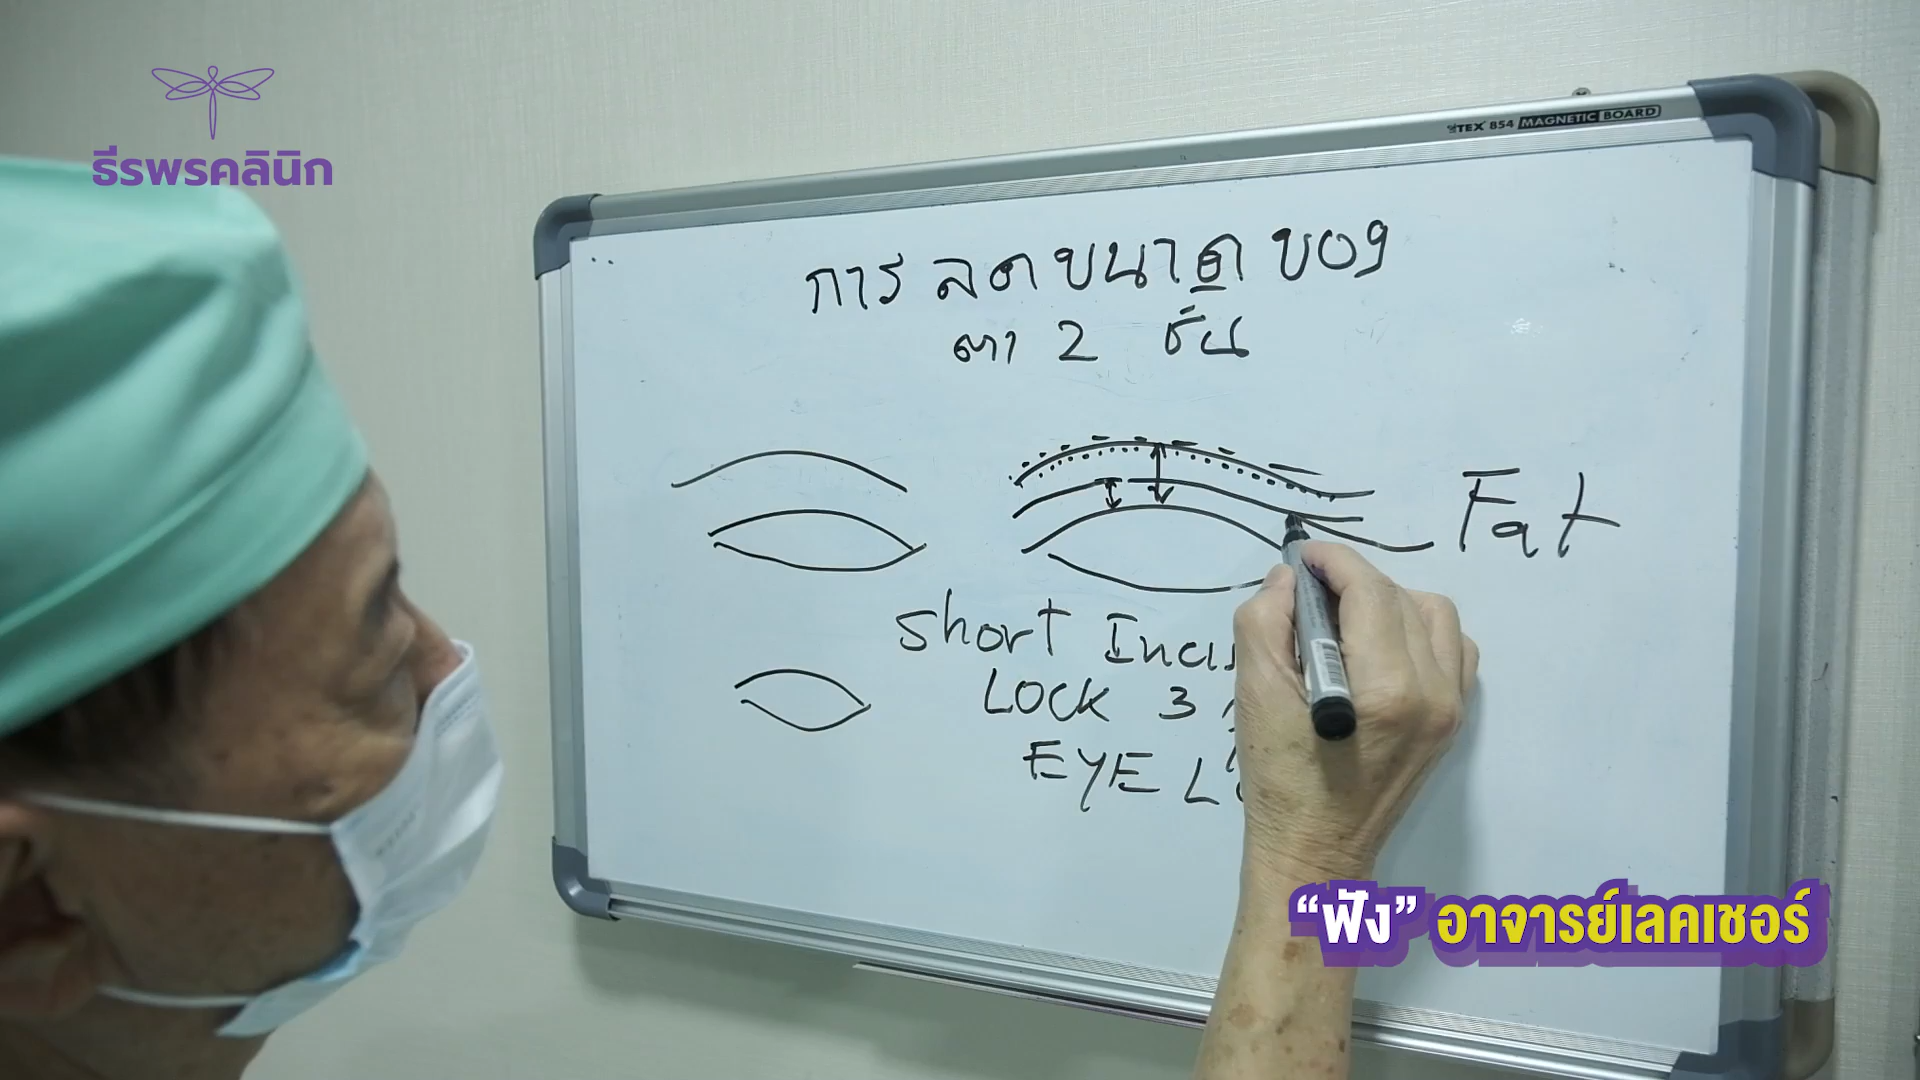 ธีรพรคลินิก
TEX 854 MAGNETIC BOARD
การ ลดขนาด ของ
ตา 2 ชั้น
Fat
Short
LOCK 3
EYE
"ฟัง" อาจารย์เลคเชอร์